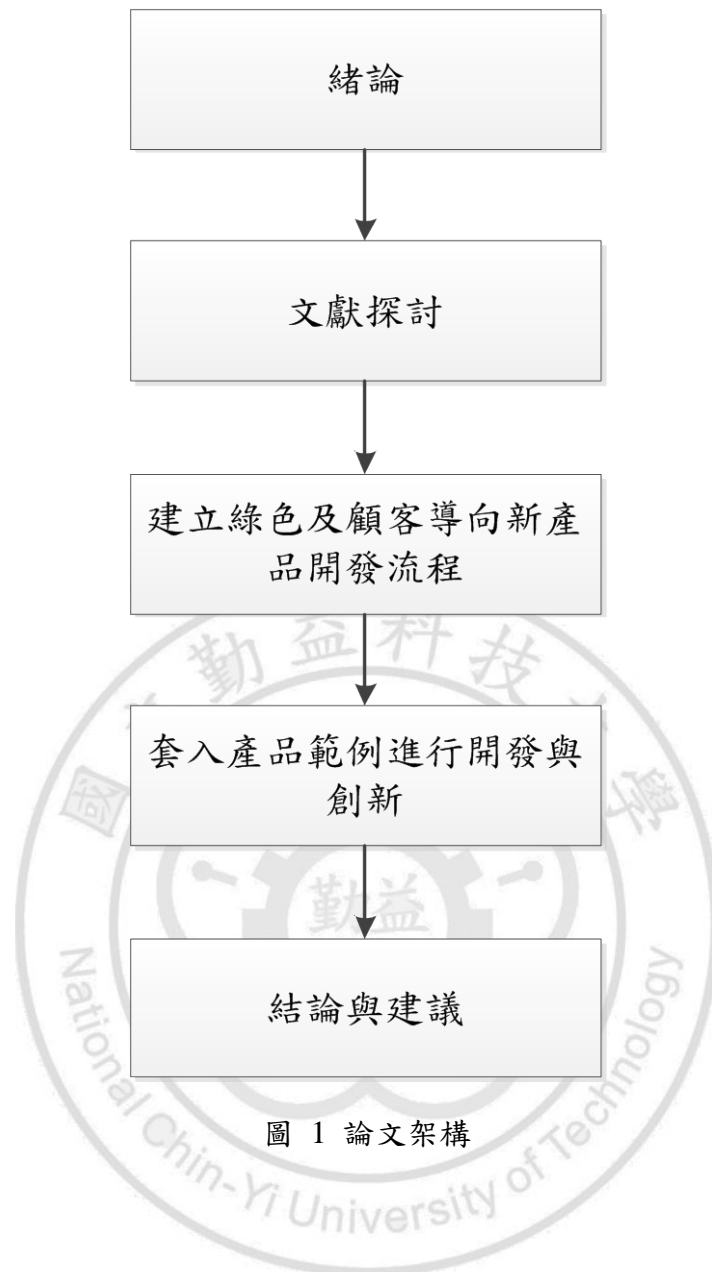 緒論
文獻探討
建立綠色及顧客導向新產
品開發流程
國 勤益科技 學
套入產品範例進行開發與
創新
勤益
結論與建議
圖 1 論文架構
National Chin-Yi University of Technology